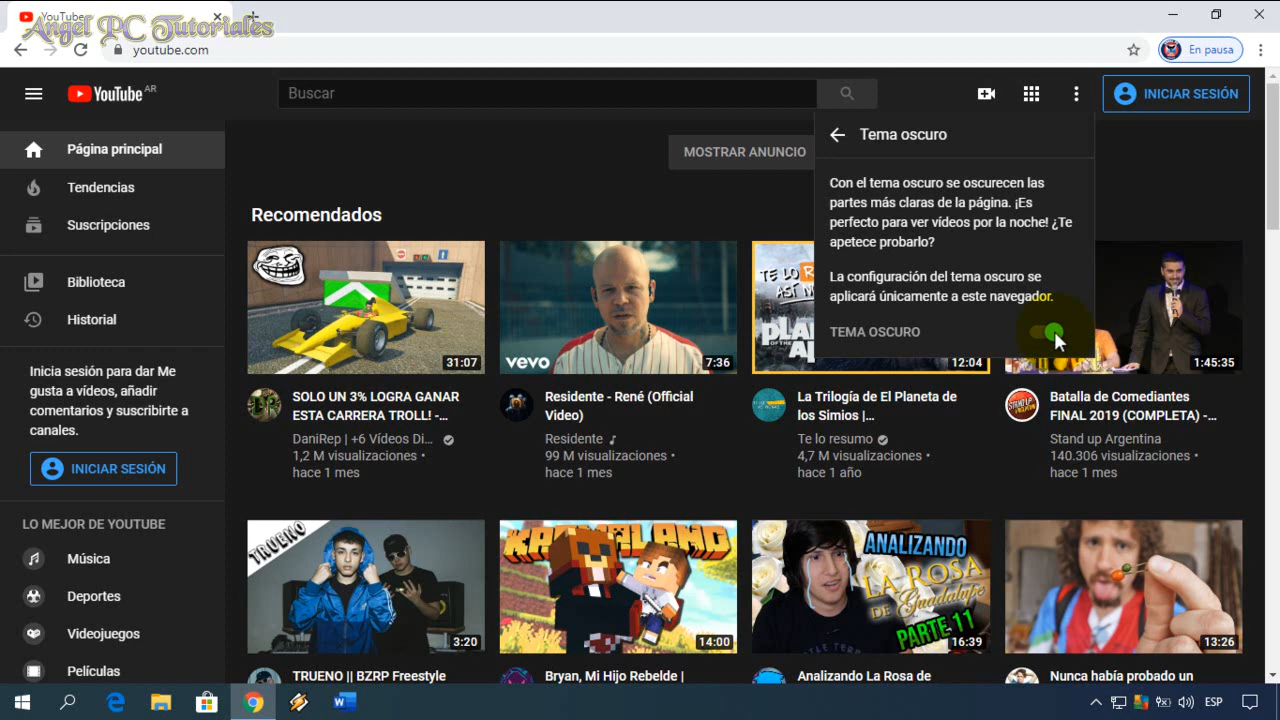 YouTube
Angel PC Tutoriales
youtube.com
En pausa
YouTube AR
Buscar
INICIAR SESIÓN
Página principal
Tendencias
Suscripciones
Biblioteca
Historial
Inicia sesión para dar Me
gusta a vídeos, añadir
comentarios y suscribirte a
canales.
INICIAR SESIÓN
LO MEJOR DE YOUTUBE
Música
Deportes
Videojuegos
Películas
MOSTRAR ANUNCIO
Tema oscuro
Con el tema oscuro se oscurecen las
partes más claras de la página. ¡Es
perfecto para ver vídeos por la noche! ¿Te
apetece probarlo?
La configuración del tema oscuro se
aplicará únicamente a este navegador.
TEMA OSCURO
Recomendados
31:07
SOLO UN 3% LOGRA GANAR
ESTA CARRERA TROLL! -...
DaniRep | +6 Vídeos Di...
1,2 M visualizaciones •
hace 1 mes
vevo
7:36
Residente - René (Official
Video)
Residente
99 M visualizaciones •
hace 1 mes
TE LO R
ASÍ
PLAN
OF THE
AP
12:04
La Trilogía de El Planeta de
los Simios |...
Te lo resumo
4,7 M visualizaciones •
hace 1 año
1:45:35
Batalla de Comediantes
FINAL 2019 (COMPLETA) -...
Stand up Argentina
140.306 visualizaciones •
hace 1 mes
TRUENO
3:20
TRUENO || BZRP Freestyle
KARMALAND
14:00
Bryan, Mi Hijo Rebelde |
ANALIZANDO
LA ROSA
DE Guadalupe
PARTE 11
16:39
Analizando La Rosa de
13:26
Nunca había probado un
ESP